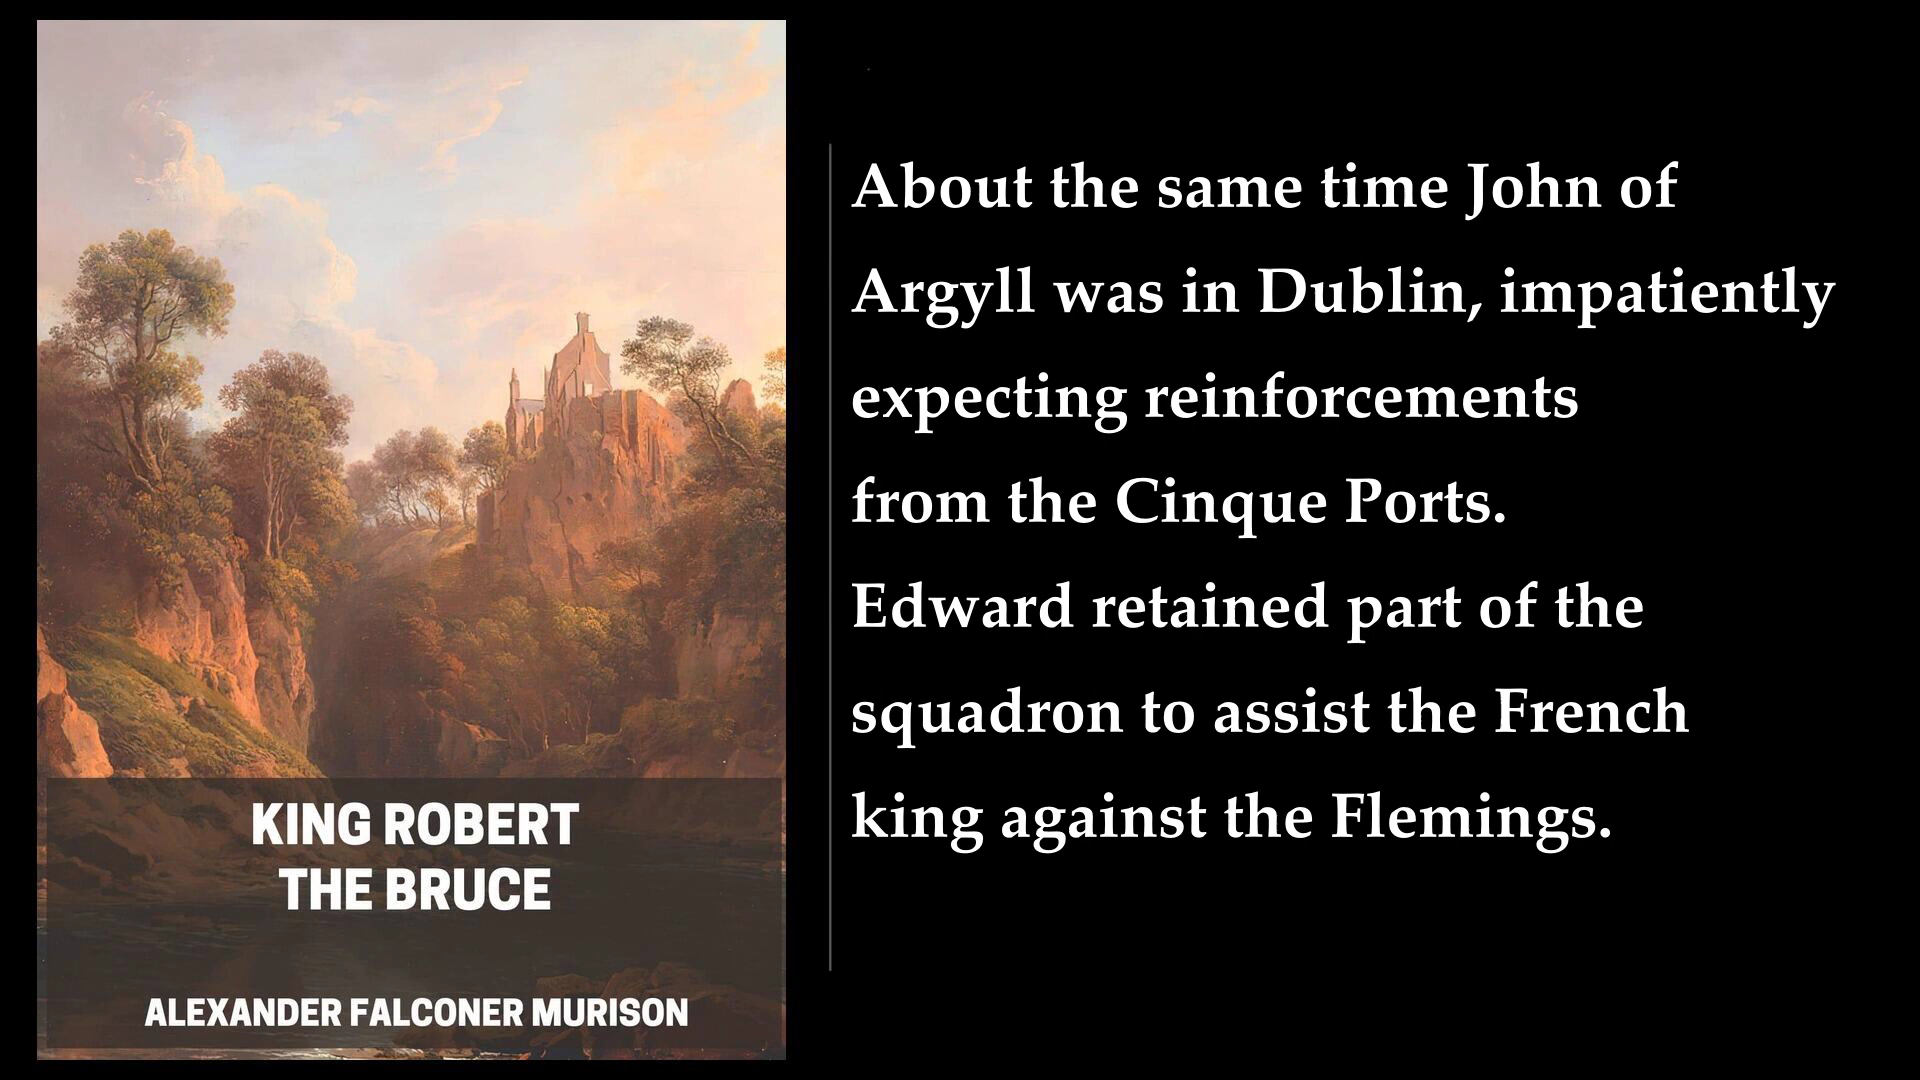 KING ROBERT
THE BRUCE
ALEXANDER FALCONER MURISON
About the same time John of
Argyll was in Dublin, impatiently
expecting reinforcements
from the Cinque Ports.
Edward retained part of the
squadron to assist the French
king against the Flemings.